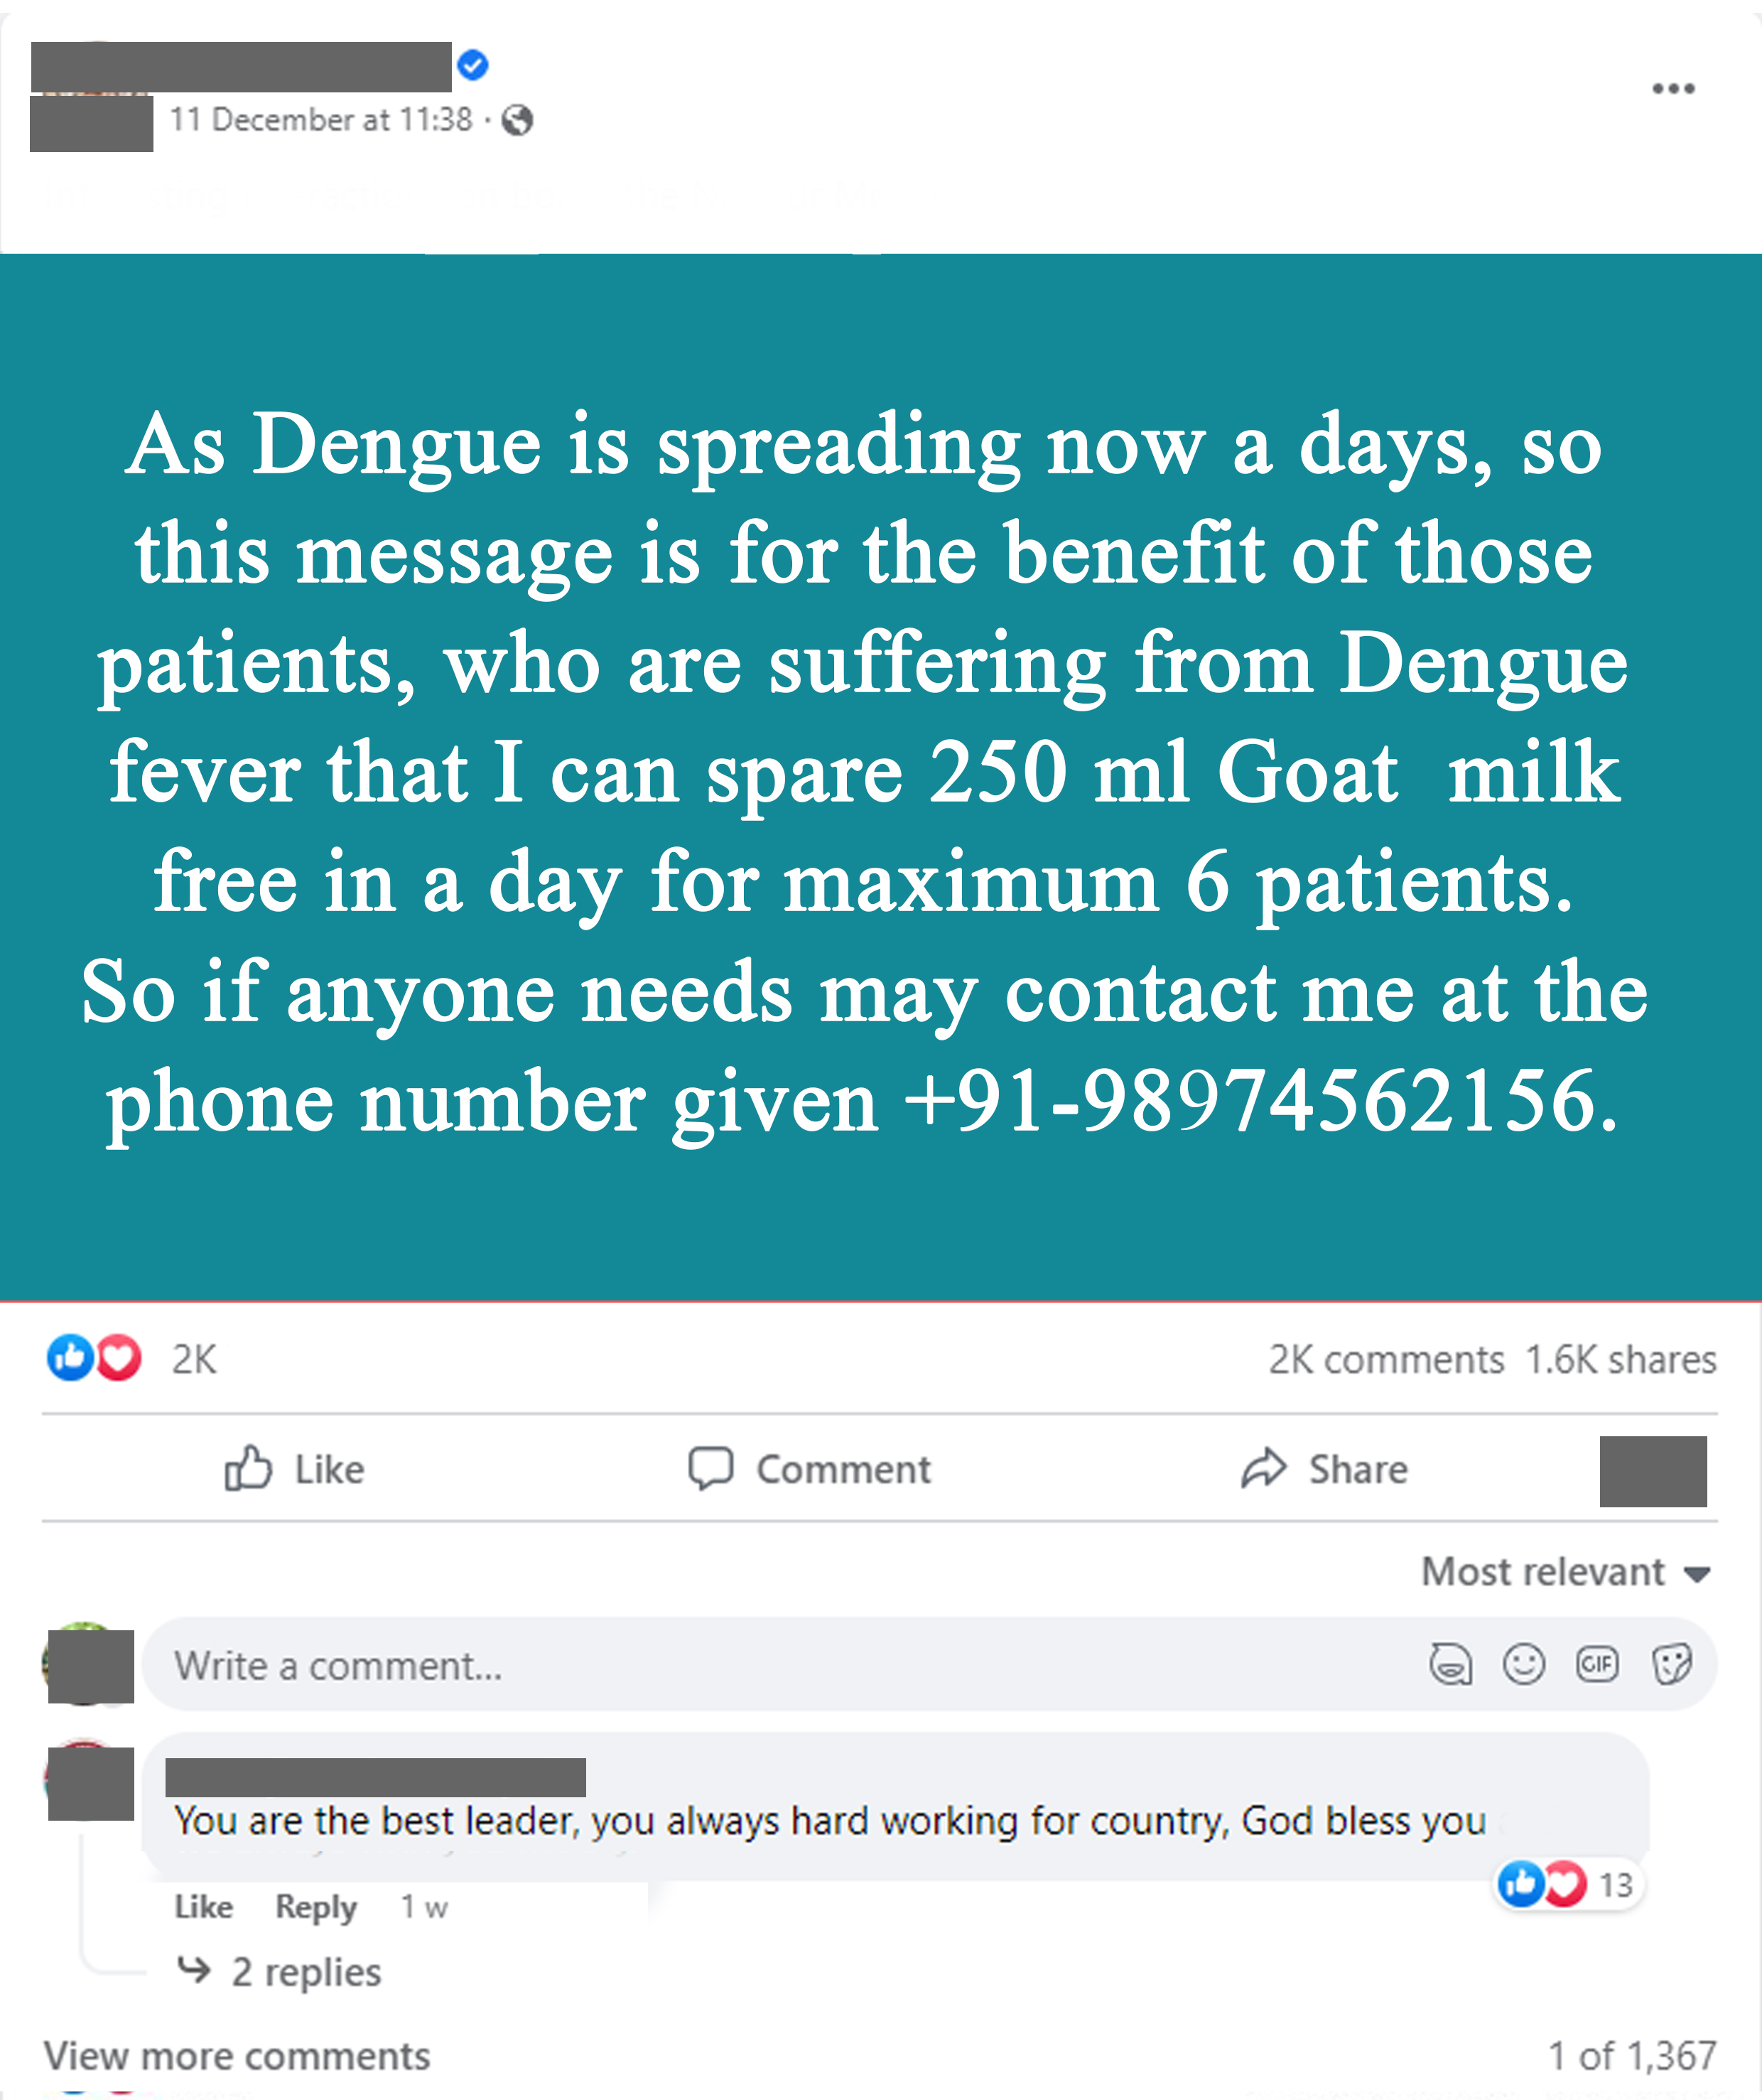 11 December at 11:38 ·
As Dengue is spreading now a days, so
this message is for the benefit of those
patients, who are suffering from Dengue
fever that I can spare 250 ml Goat milk
free in a day for maximum 6 patients.
So if anyone needs may contact me at the
phone number given +91-98974562156.
2K
2K comments 1.6K shares
Like Comment Share
Most relevant
Write a comment...
GIF
You are the best leader, you always hard working for country, God bless you
13
Like Reply 1 w
2 replies
View more comments
1 of 1,367